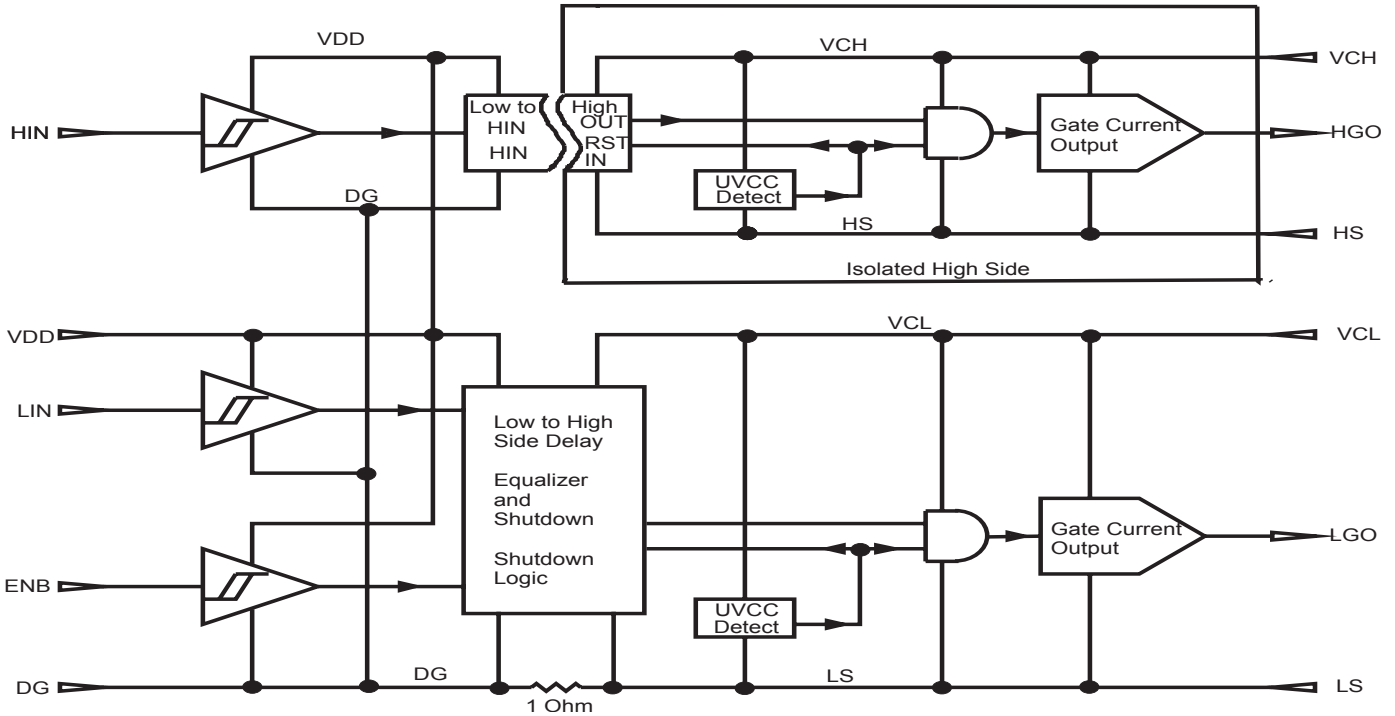 VDD
VCH
VCH
HIN
Low to
HIN
HIN
High
OUT
RST
IN
Gate Current
Output
HGO
UVCC
Detect
DG
HS
HS
Isolated High Side
VDD
VCL
VCL
LIN
Low to High
Side Delay
Equalizer
and
Shutdown
Shutdown
Logic
Gate Current
Output
LGO
ENB
UVCC
Detect
DG
DG
LS
LS
1 Ohm